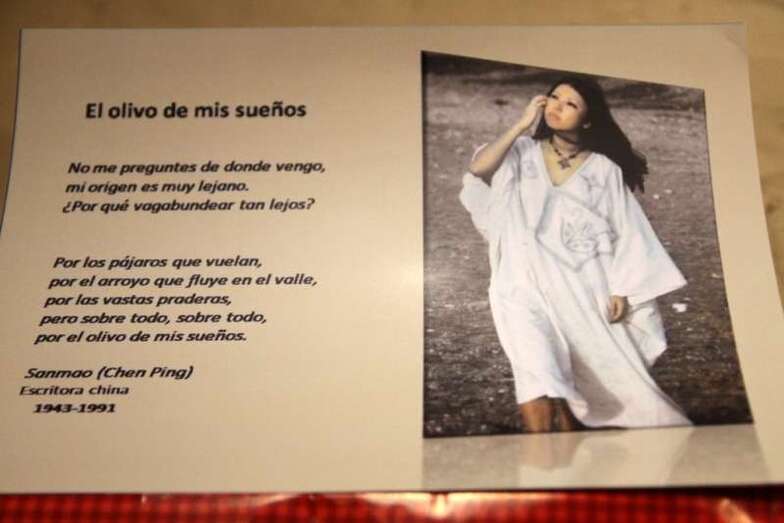 El olivo de mis sueños
No me preguntes de donde vengo,
mi origen es muy lejano.
¿Por qué vagabundear tan lejos?
Por los pájaros que vuelan,
por el arroyo que fluye en el valle,
por las vastas praderas,
pero sobre todo, sobre todo,
por el olivo de mis sueños.
Sanmao (Chen Ping)
Escritora china
1943-1991